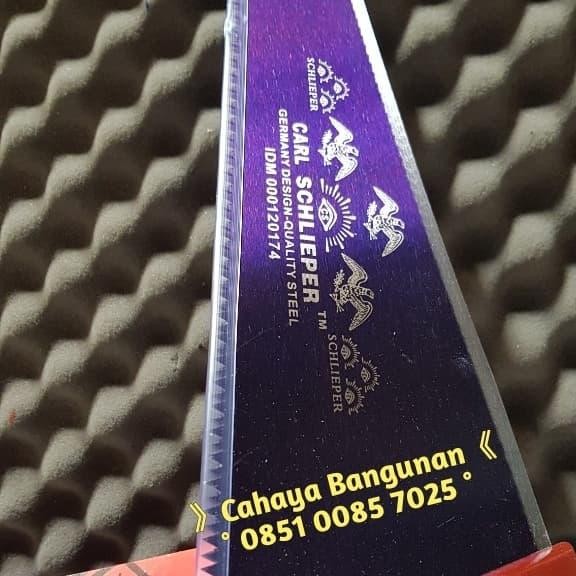 SCHLIEPER
CARL SCHLIEPER ™
GERMANY DESIGN-QUALITY STEEL
IDM 000120174
SCHLIEPER
》 Cahaya Bangunan 《
° 0851 0085 7025 °